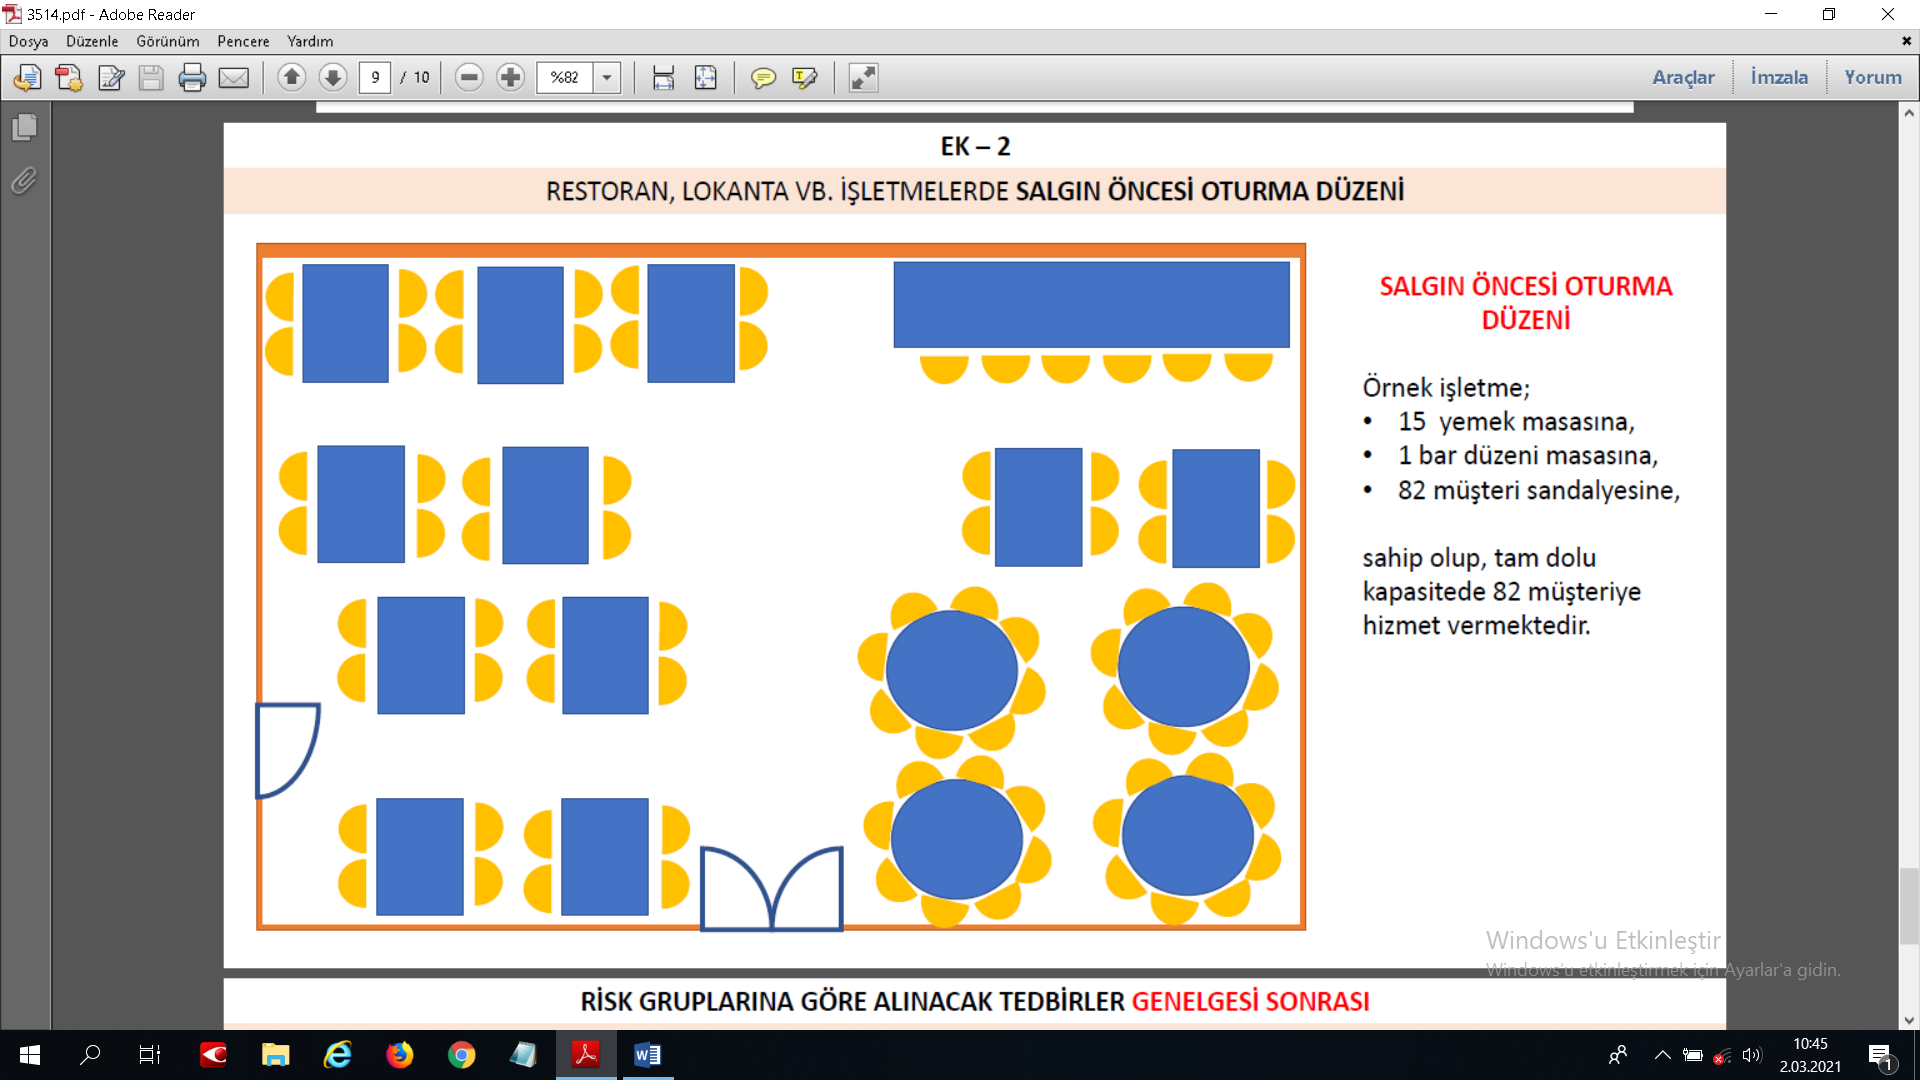 3514.pdf - Adobe Reader
Dosya Düzenle Görünüm Pencere Yardım
9 / 10 %82 Araçlar İmzala Yorum
EK – 2
RESTORAN, LOKANTA VB. İŞLETMELERDE SALGIN ÖNCESİ OTURMA DÜZENİ
SALGIN ÖNCESİ OTURMA
DÜZENİ
Örnek işletme;
• 15 yemek masasına,
• 1 bar düzeni masasına,
• 82 müşteri sandalyesine,
sahip olup, tam dolu
kapasitede 82 müşteriye
hizmet vermektedir.
Windows'u Etkinleştir
Windows'u etkinleştirmek için Ayarlar'a gidin.
RİSK GRUPLARINA GÖRE ALINACAK TEDBİRLER GENELGESİ SONRASI
10:45
2.03.2021
1